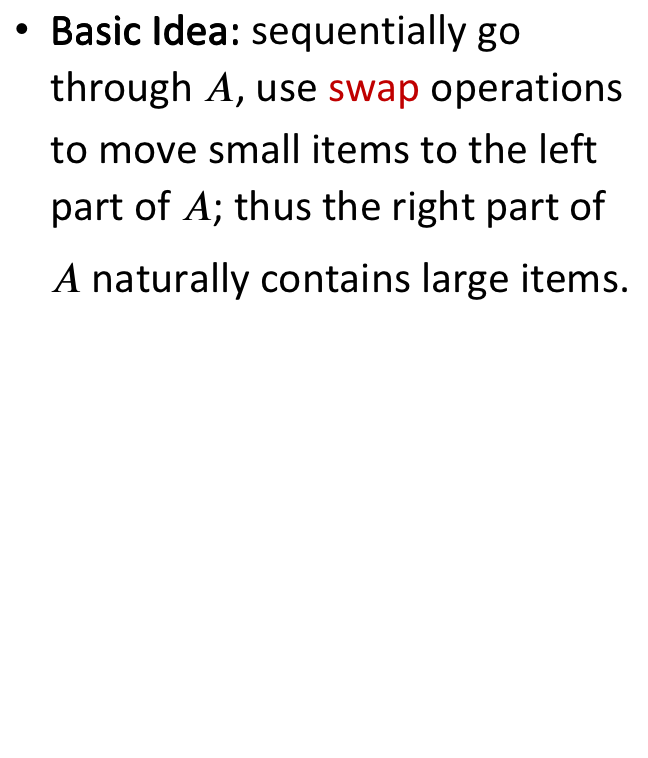 • Basic Idea: sequentially go
through A, use swap operations
to move small items to the left
part of A; thus the right part of
A naturally contains large items.